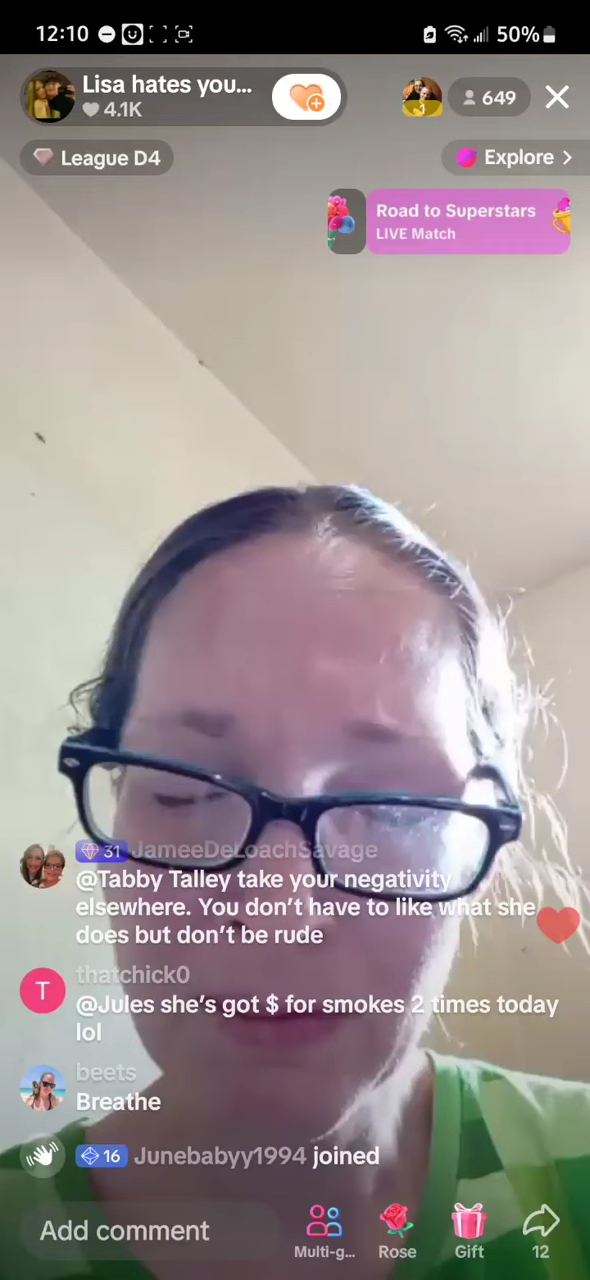 12:10
50%
Lisa hates you...
4.1K
1
649
League D4
Explore >
Road to Superstars
LIVE Match
31 JameeDeLoachSavage
@Tabby Talley take your negativity
elsewhere. You don't have to like what she
does but don't be rude
T
thatchick0
@Jules she's got $ for smokes 2 times today
lol
beets
Breathe
16 Junebabyy1994 joined
Add comment
Multi-g...
Rose
Gift
12